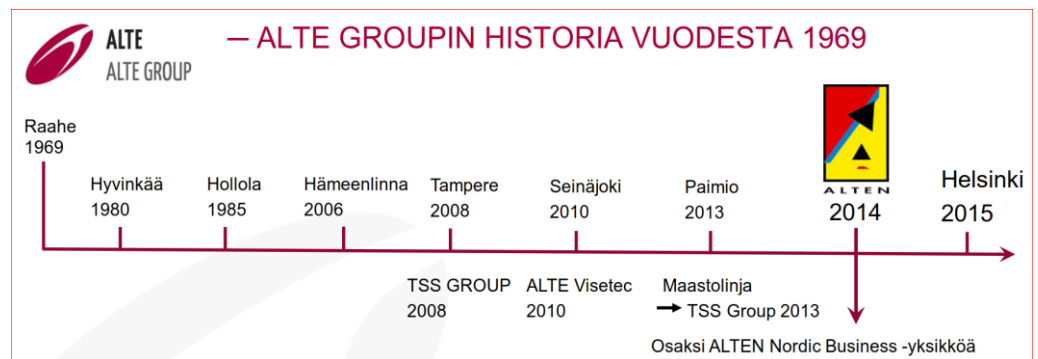 ALTE
ALTE GROUP
— ALTE GROUPIN HISTORIA VUODESTA 1969
Raahe
1969
Hyvinkää
1980
Hollola
1985
Hämeenlinna
2006
Tampere
2008
Seinäjoki
2010
Paimio
2013
ALTEN
2014
Helsinki
2015
TSS GROUP
2008
ALTE Visetec
2010
Maastolinja
→ TSS Group 2013
Osaksi ALTEN Nordic Business -yksikköä